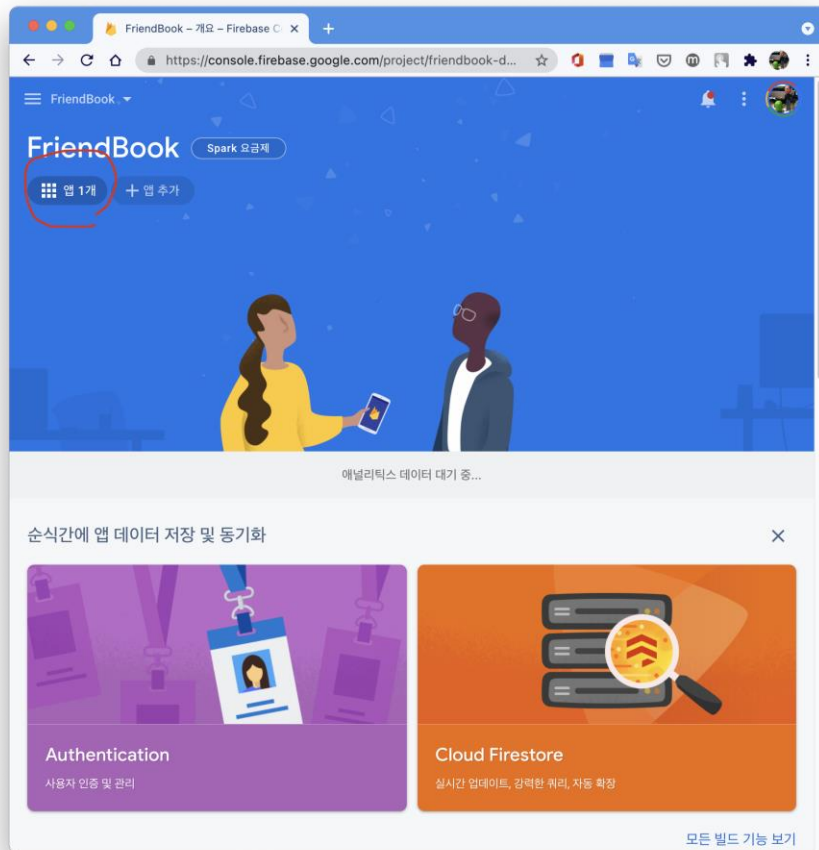 FriendBook – 개요 – Firebase C
https://console.firebase.google.com/project/friendbook-d...
FriendBook
FriendBook
Spark 요금제
앱 1개
+ 앱 추가
애널리틱스 데이터 대기 중...
순식간에 앱 데이터 저장 및 동기화
Authentication
사용자 인증 및 관리
Cloud Firestore
실시간 업데이트, 강력한 쿼리, 자동 확장
모든 빌드 기능 보기